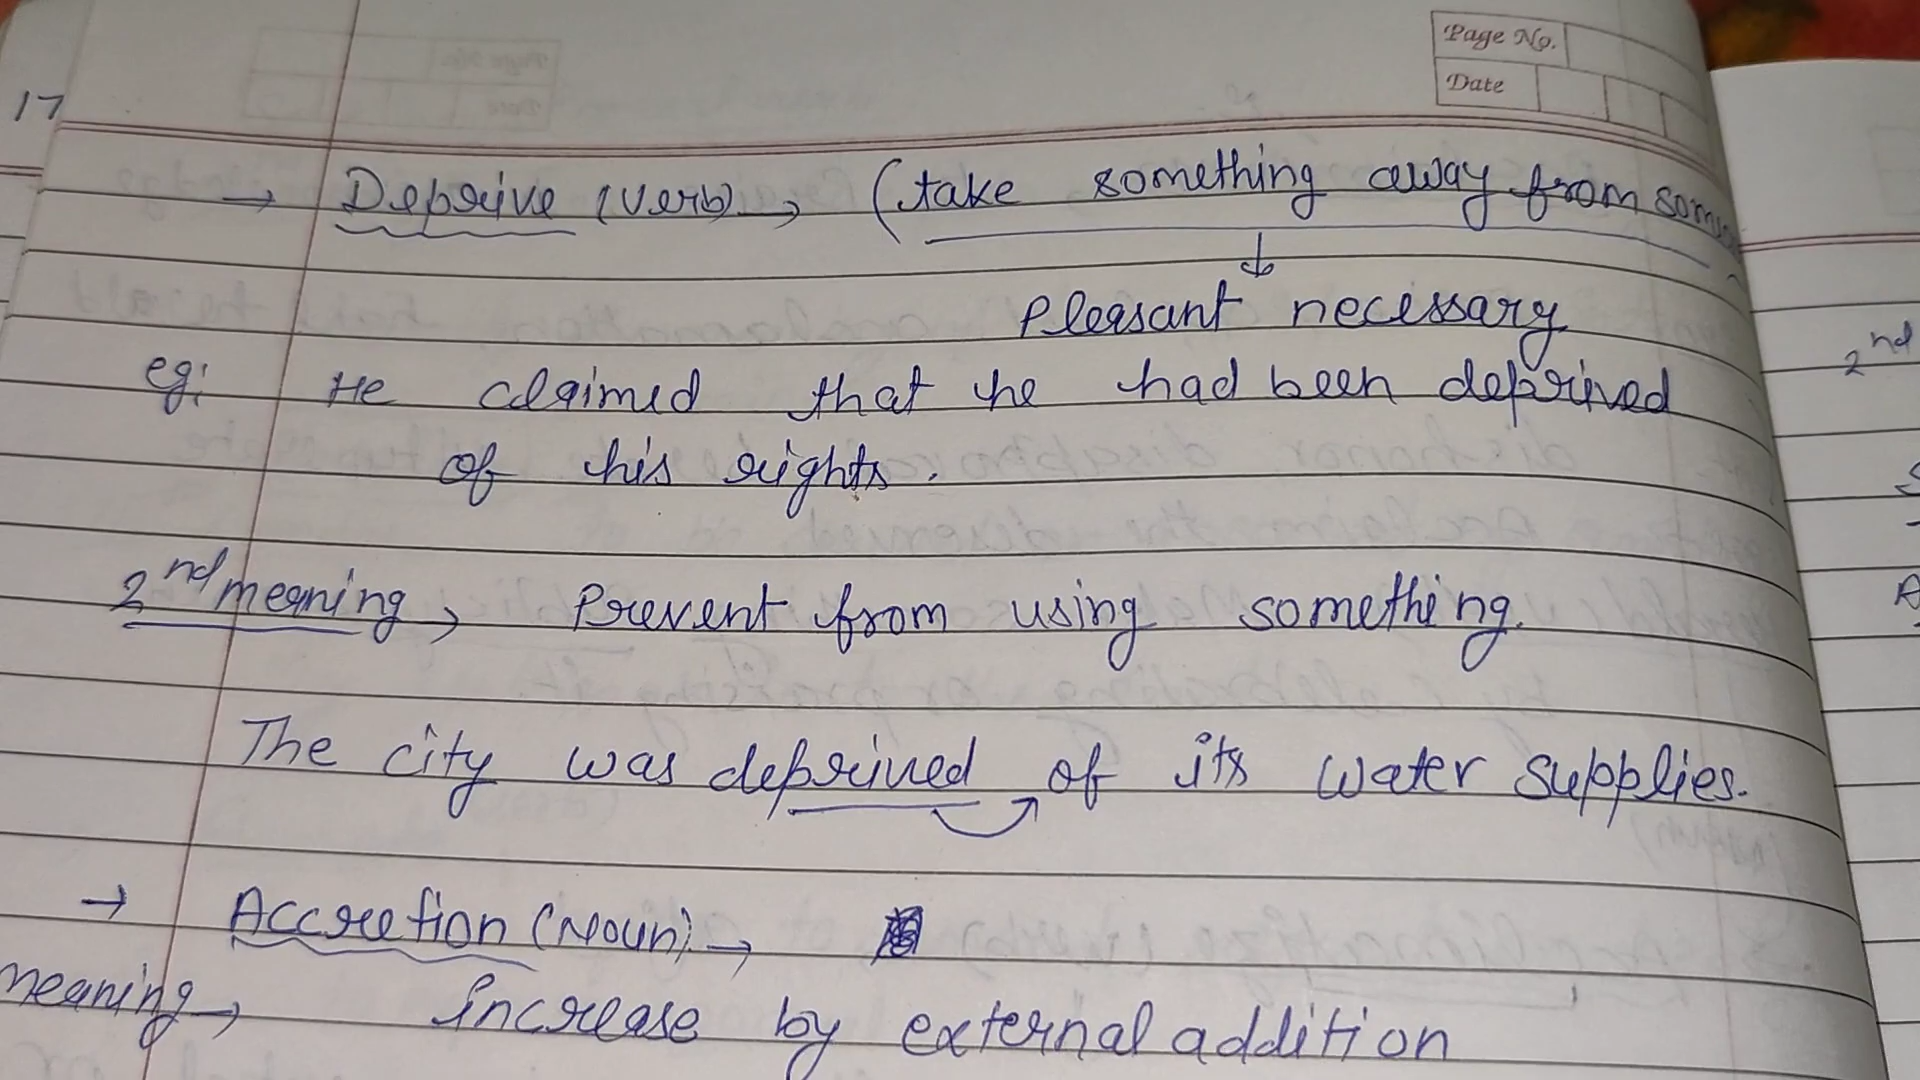 Page No.
Date
17
→ Deprive (verb) → (take something away from
↓
Pleasant necessary
eg: He claimed that he had been deprived
of his rights.
2nd meaning → Prevent from using something.
The city was deprived of its water supplies.
→ Accretion (Noun) →
meaning → increase by external addition
2nd